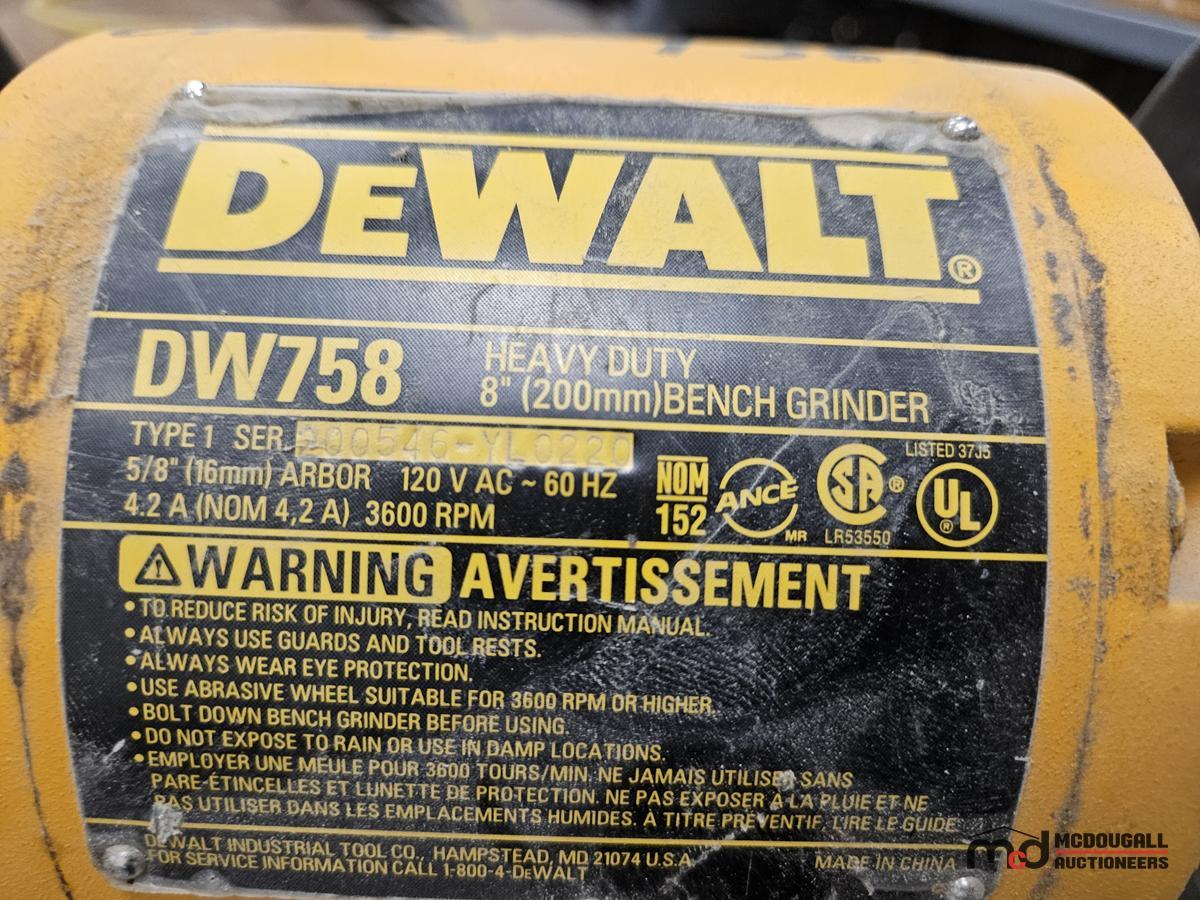 DEWALT®
DW758 HEAVY DUTY
8" (200mm) BENCH GRINDER
TYPE 1 SER. 200546-YL0220
5/8" (16mm) ARBOR 120 V AC ~ 60 HZ
4.2 A (NOM 4,2 A) 3600 RPM
NOM
152
ANCE
MR
CSA®
LR53550
LISTED 37J5
UL®
WARNING AVERTISSEMENT
• TO REDUCE RISK OF INJURY, READ INSTRUCTION MANUAL.
• ALWAYS USE GUARDS AND TOOL RESTS.
• ALWAYS WEAR EYE PROTECTION.
• USE ABRASIVE WHEEL SUITABLE FOR 3600 RPM OR HIGHER.
• BOLT DOWN BENCH GRINDER BEFORE USING.
• DO NOT EXPOSE TO RAIN OR USE IN DAMP LOCATIONS.
• EMPLOYER UNE MEULE POUR 3600 TOURS/MIN, NE JAMAIS UTILISER SANS
PARE-ÉTINCELLES ET LUNETTE DE PROTECTION. NE PAS EXPOSER A LA PLUIE ET NE
PAS UTILISER DANS LES EMPLACEMENTS HUMIDES. À TITRE PRÉVENTIF, LIRE LE GUIDE
DEWALT INDUSTRIAL TOOL CO., HAMPSTEAD, MD 21074 U.S.A.
FOR SERVICE INFORMATION CALL 1-800-4-DEWALT
MADE IN CHINA
mcd MCDOUGALL
AUCTIONEERS